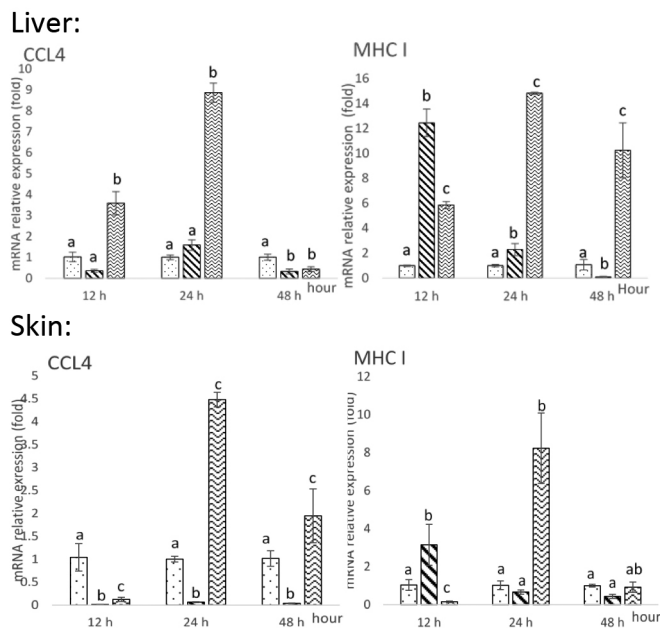 Liver:
CCL4
MHC I
mRNA relative expression (fold)
10
9
8
7
6
5
4
3
2
1
0
a a b
a a b
a b b
12 h 24 h 48 h hour
mRNA relative expression (fold)
16
14
12
10
8
6
4
2
0
a b c
a b c
a b c
12 h 24 h 48 h Hour
Skin:
CCL4
MHC I
mRNA relative exression (fold)
5
4.5
4
3.5
3
2.5
2
1.5
1
0.5
0
a b c
a b c
a b c
12 h 24 h 48 h hour
mRNA relative expression (fold)
12
10
8
6
4
2
0
a b c
a a b
a a ab
12 h 24 h 48 h hour